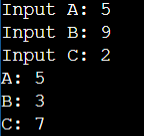 Input A: 5
Input B: 9
Input C: 2
A: 5
B: 3
C: 7